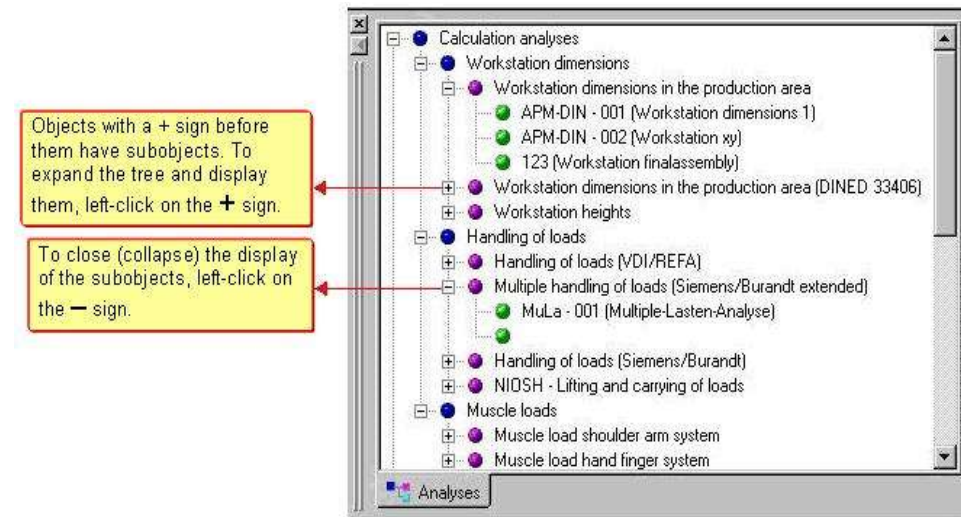 Objects with a + sign before
them have subobjects. To
expand the tree and display
them, left-click on the + sign.
To close (collapse) the display
of the subobjects, left-click on
the – sign.
Calculation analyses
Workstation dimensions
Workstation dimensions in the production area
APM-DIN - 001 (Workstation dimensions 1)
APM-DIN - 002 (Workstation xy)
123 (Workstation finalassembly)
Workstation dimensions in the production area (DINED 33406)
Workstation heights
Handling of loads
Handling of loads (VDI/REFA)
Multiple handling of loads (Siemens/Burandt extended)
MuLa - 001 (Multiple-Lasten-Analyse)
Handling of loads (Siemens/Burandt)
NIOSH - Lifting and carrying of loads
Muscle loads
Muscle load shoulder arm system
Muscle load hand finger system
Analyses